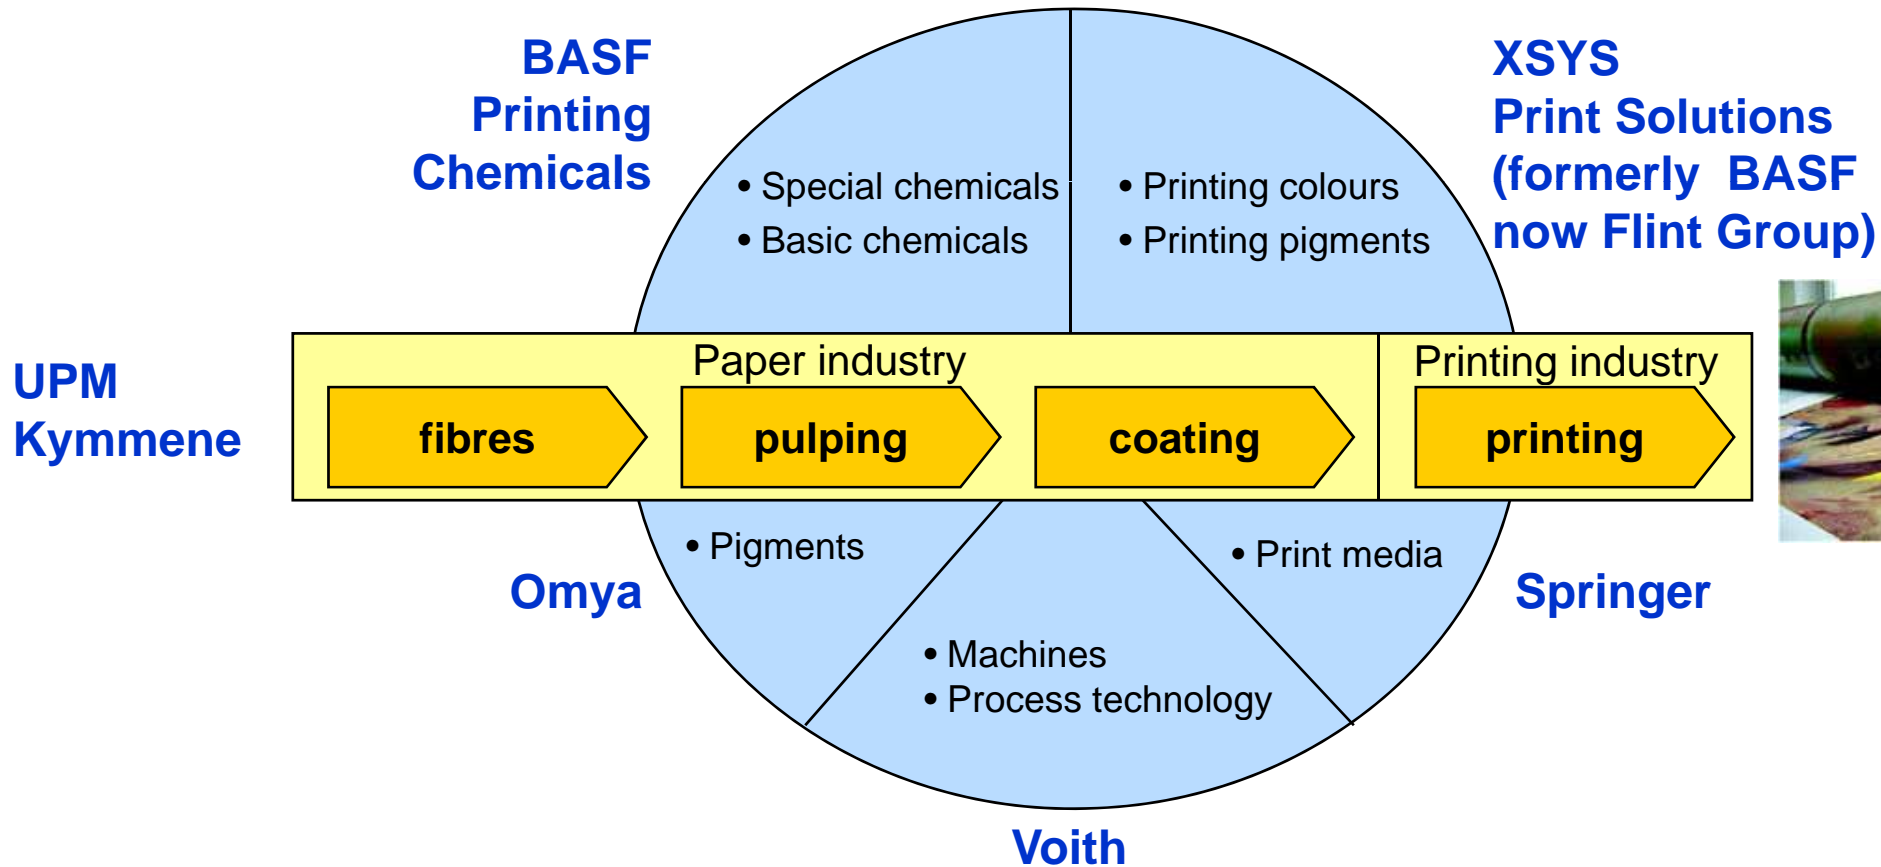 BASF
Printing
Chemicals
XSYS
Print Solutions
(formerly BASF
now Flint Group)
• Special chemicals
• Basic chemicals
• Printing colours
• Printing pigments
UPM
Kymmene
Paper industry
Printing industry
fibres
pulping
coating
printing
• Pigments
• Print media
Omya
Springer
• Machines
• Process technology
Voith